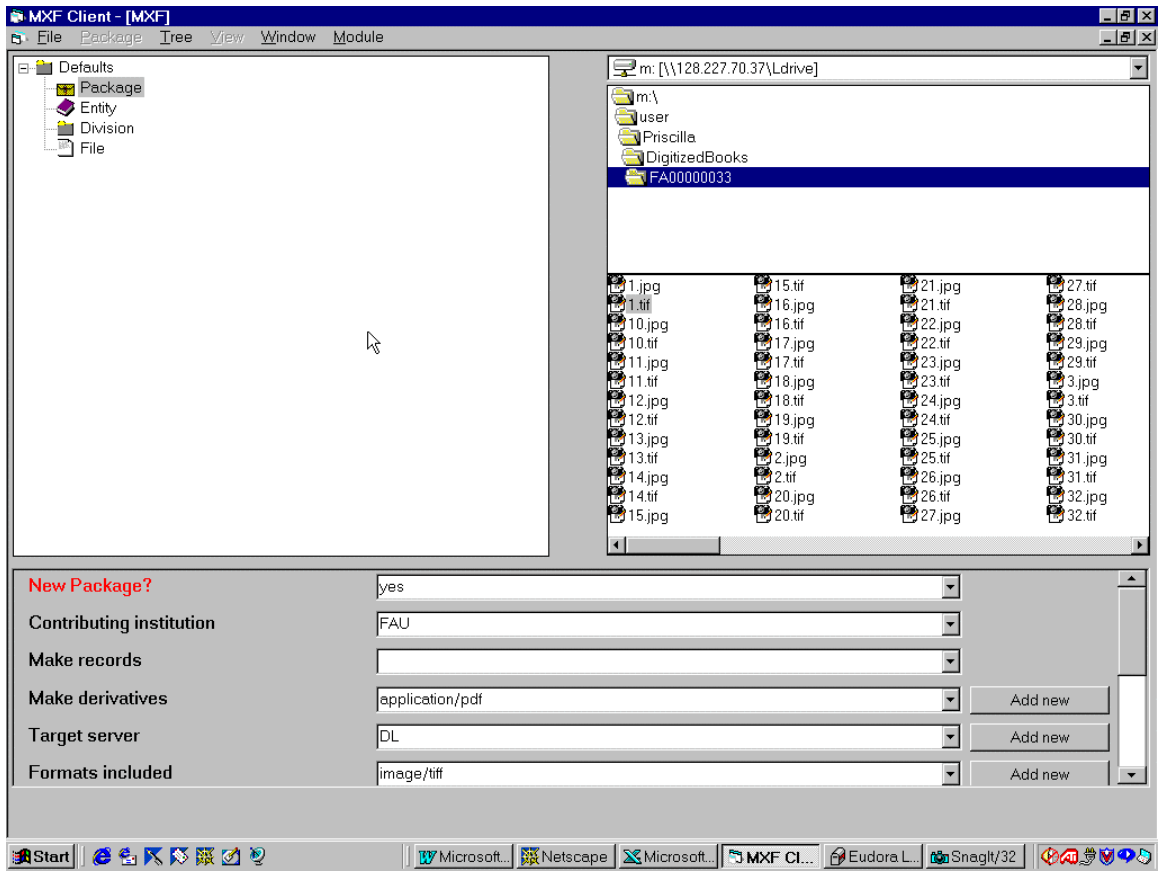 MXF Client - [MXF]
File Package Tree View Window Module
Defaults
Package
Entity
Division
File
m: [\\128.227.70.37\Ldrive]
m:\
user
Priscilla
DigitizedBooks
FA00000033
1.jpg 15.tif 21.jpg 27.tif
1.tif 16.jpg 21.tif 28.jpg
10.jpg 16.tif 22.jpg 28.tif
10.tif 17.jpg 22.tif 29.jpg
11.jpg 17.tif 23.jpg 29.tif
11.tif 18.jpg 23.tif 3.jpg
12.jpg 18.tif 24.jpg 3.tif
12.tif 19.jpg 24.tif 30.jpg
13.jpg 19.tif 25.jpg 30.tif
13.tif 2.jpg 25.tif 31.jpg
14.jpg 2.tif 26.jpg 31.tif
14.tif 20.jpg 26.tif 32.jpg
15.jpg 20.tif 27.jpg 32.tif
New Package? yes
Contributing institution FAU
Make records
Make derivatives application/pdf Add new
Target server DL Add new
Formats included image/tiff Add new
Start Microsoft... Netscape Microsoft... MXF Cl... Eudora L... SnagIt/32